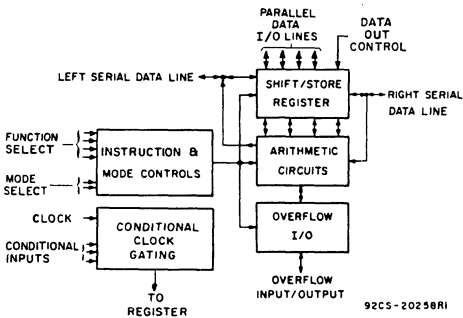 PARALLEL
DATA
I/O LINES
DATA
OUT
CONTROL
LEFT SERIAL DATA LINE
SHIFT/STORE
REGISTER
RIGHT SERIAL
DATA LINE
FUNCTION
SELECT
INSTRUCTION &
MODE CONTROLS
ARITHMETIC
CIRCUITS
MODE
SELECT
CLOCK
CONDITIONAL
INPUTS
CONDITIONAL
CLOCK
GATING
OVERFLOW
I/O
TO
REGISTER
OVERFLOW
INPUT/OUTPUT
92CS-20258RI